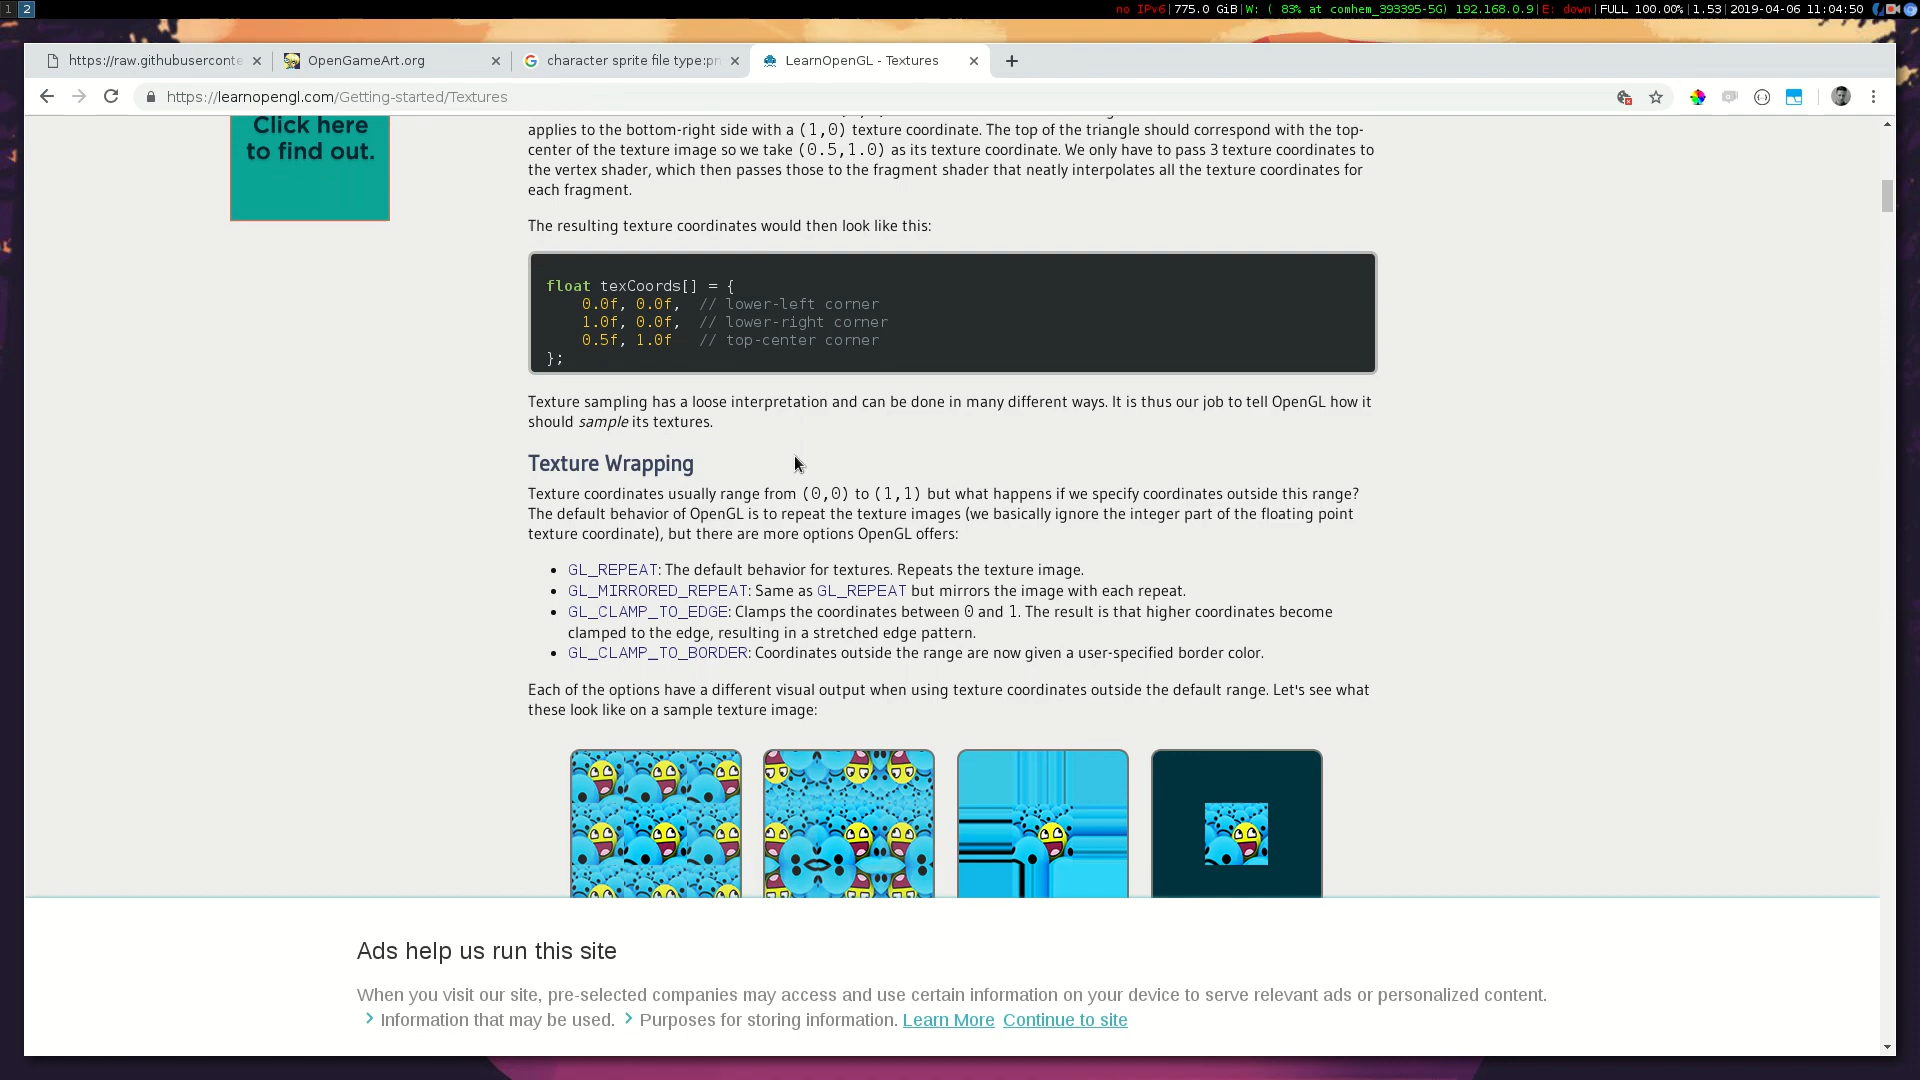 1 2
no IPv6|775.0 GiB|W: ( 83% at comhem_393395-5G) 192.168.0.9|E: down|FULL 100.00%|1.53|2019-04-06 11:04:50
https://raw.githubuserconte
OpenGameArt.org
character sprite file type:pn
LearnOpenGL - Textures
https://learnopengl.com/Getting-started/Textures
Click here
to find out.
applies to the bottom-right side with a (1,0) texture coordinate. The top of the triangle should correspond with the top-
center of the texture image so we take (0.5,1.0) as its texture coordinate. We only have to pass 3 texture coordinates to
the vertex shader, which then passes those to the fragment shader that neatly interpolates all the texture coordinates for
each fragment.
The resulting texture coordinates would then look like this:
float texCoords[] = {
0.0f, 0.0f, // lower-left corner
1.0f, 0.0f, // lower-right corner
0.5f, 1.0f // top-center corner
};
Texture sampling has a loose interpretation and can be done in many different ways. It is thus our job to tell OpenGL how it
should sample its textures.
Texture Wrapping
Texture coordinates usually range from (0,0) to (1,1) but what happens if we specify coordinates outside this range?
The default behavior of OpenGL is to repeat the texture images (we basically ignore the integer part of the floating point
texture coordinate), but there are more options OpenGL offers:
• GL_REPEAT: The default behavior for textures. Repeats the texture image.
• GL_MIRRORED_REPEAT: Same as GL_REPEAT but mirrors the image with each repeat.
• GL_CLAMP_TO_EDGE: Clamps the coordinates between 0 and 1. The result is that higher coordinates become
clamped to the edge, resulting in a stretched edge pattern.
• GL_CLAMP_TO_BORDER: Coordinates outside the range are now given a user-specified border color.
Each of the options have a different visual output when using texture coordinates outside the default range. Let's see what
these look like on a sample texture image:
Ads help us run this site
When you visit our site, pre-selected companies may access and use certain information on your device to serve relevant ads or personalized content.
Information that may be used. Purposes for storing information. Learn More Continue to site